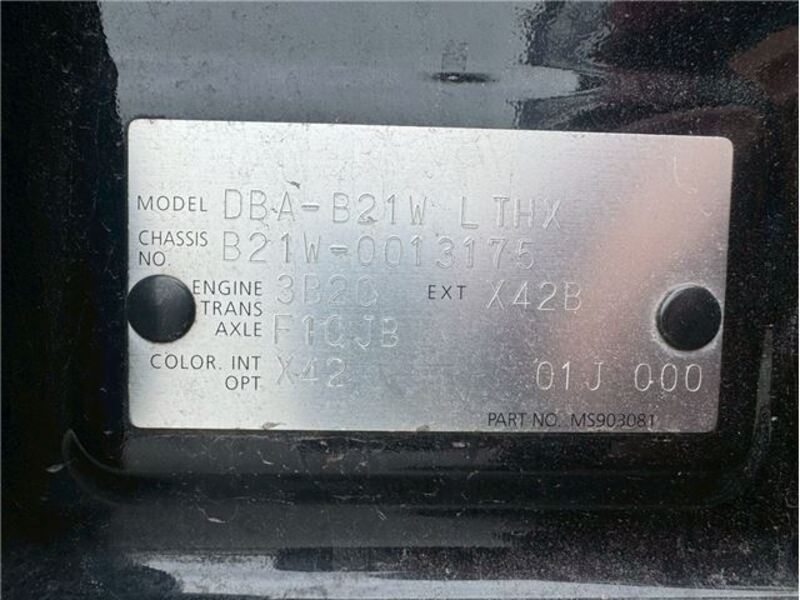 MODEL DBA-B21W LTHX
CHASSIS NO. B21W-0013175
ENGINE 3B20 EXT X42B
TRANS AXLE F1CJB
COLOR. INT OPT. X42 01J 000
PART NO. MS903081